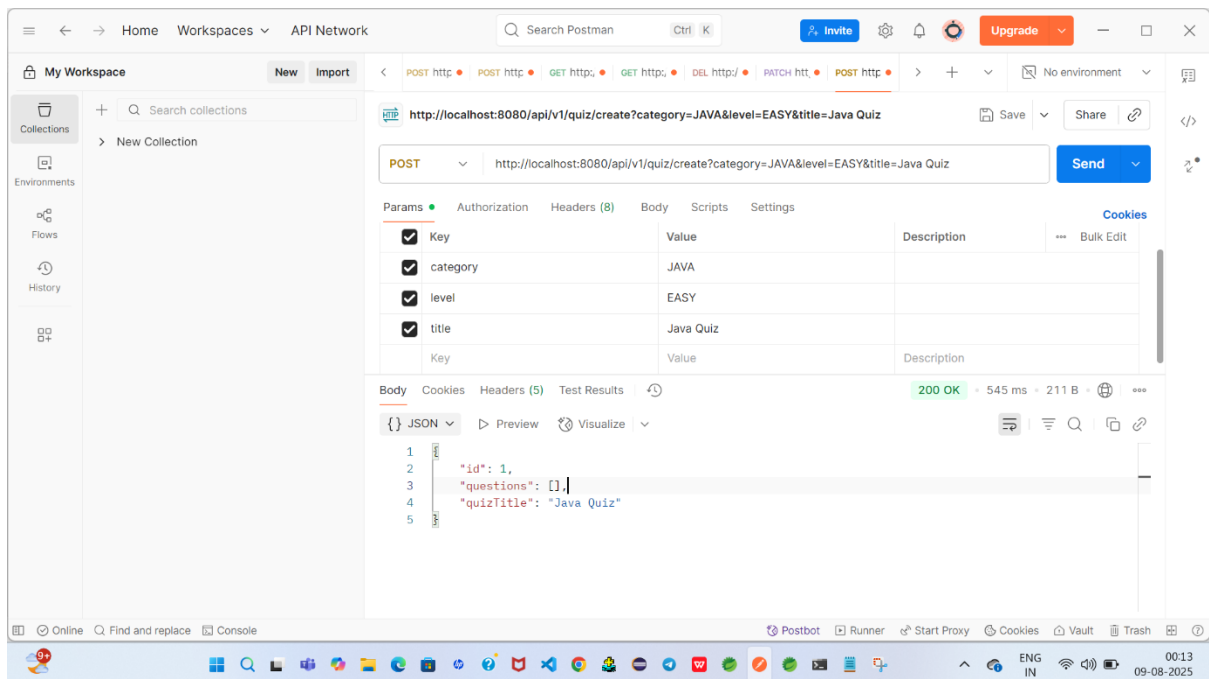 Home Workspaces API Network Search Postman Ctrl K Invite Upgrade
My Workspace New Import POST http POST http GET http:, GET http:, DEL http:/ PATCH htt, POST http No environment
Collections
Search collections
New Collection
Environments
Flows
History
HTTP http://localhost:8080/api/v1/quiz/create?category=JAVA&level=EASY&title=Java Quiz Save Share
POST http://localhost:8080/api/v1/quiz/create?category=JAVA&level=EASY&title=Java Quiz Send
Params Authorization Headers (8) Body Scripts Settings Cookies
Key Value Description Bulk Edit
category JAVA
level EASY
title Java Quiz
Key Value Description
Body Cookies Headers (5) Test Results 200 OK 545 ms 211 B
{} JSON Preview Visualize
1 {
2 "id": 1,
3 "questions": [],
4 "quizTitle": "Java Quiz"
5 }
Online Find and replace Console Postbot Runner Start Proxy Cookies Vault Trash
9+ ENG IN 00:13
09-08-2025